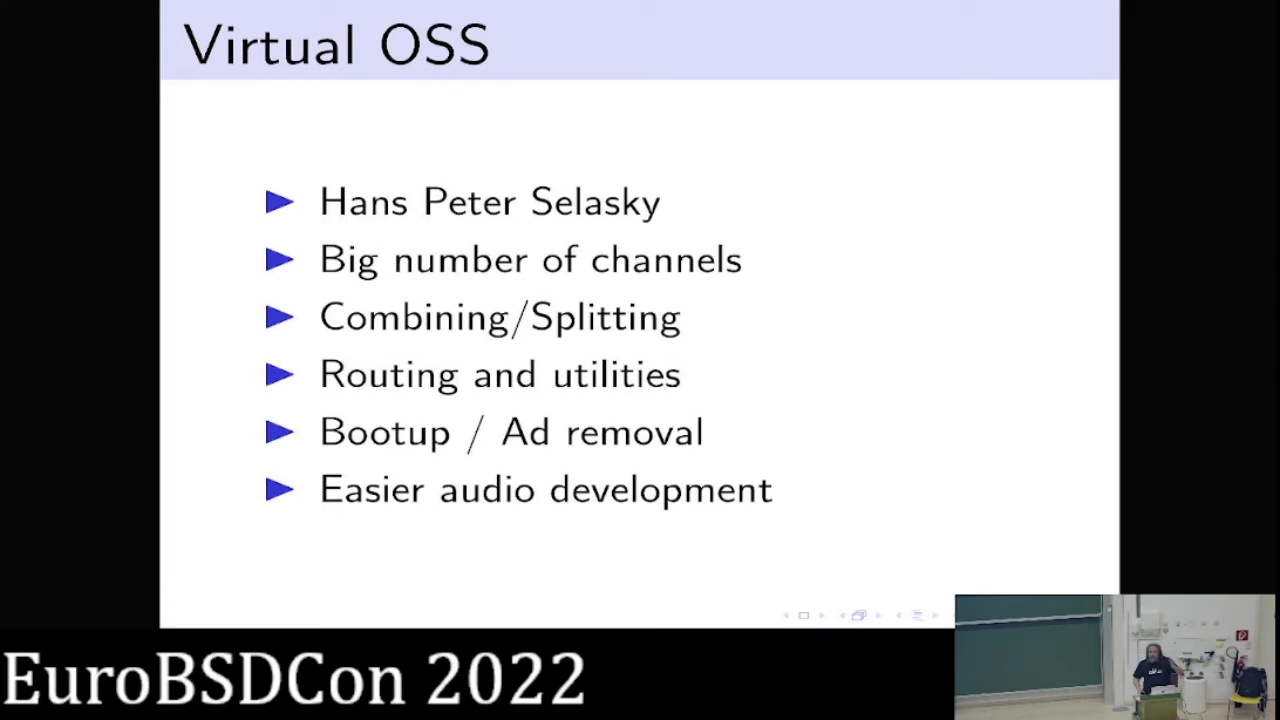 Virtual OSS
Hans Peter Selasky
Big number of channels
Combining/Splitting
Routing and utilities
Bootup / Ad removal
Easier audio development
EuroBSDCon 2022